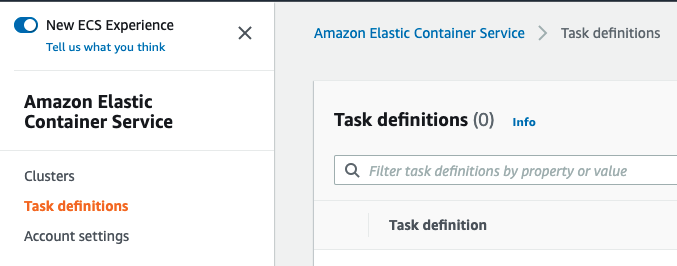 New ECS Experience
Tell us what you think
Amazon Elastic
Container Service
Clusters
Task definitions
Account settings
Amazon Elastic Container Service > Task definitions
Task definitions (0) Info
Filter task definitions by property or value
Task definition